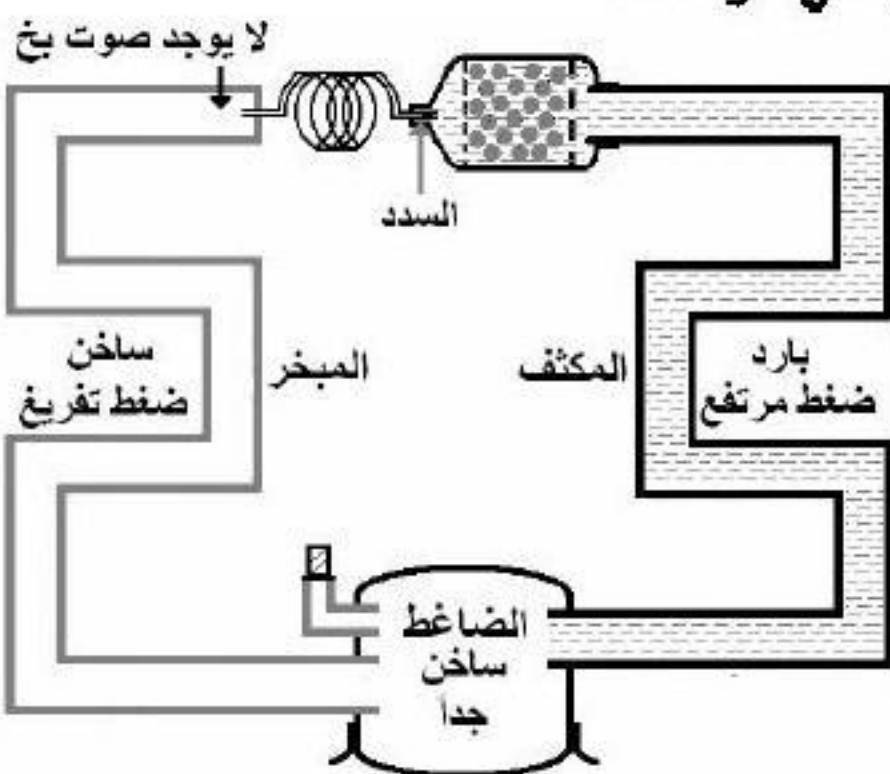 لا يوجد صوت بخ
السدد
المبخر
المكثف
ساخن
ضغط تفريغ
بارد
ضغط مرتفع
الضاغط
ساخن
جدا